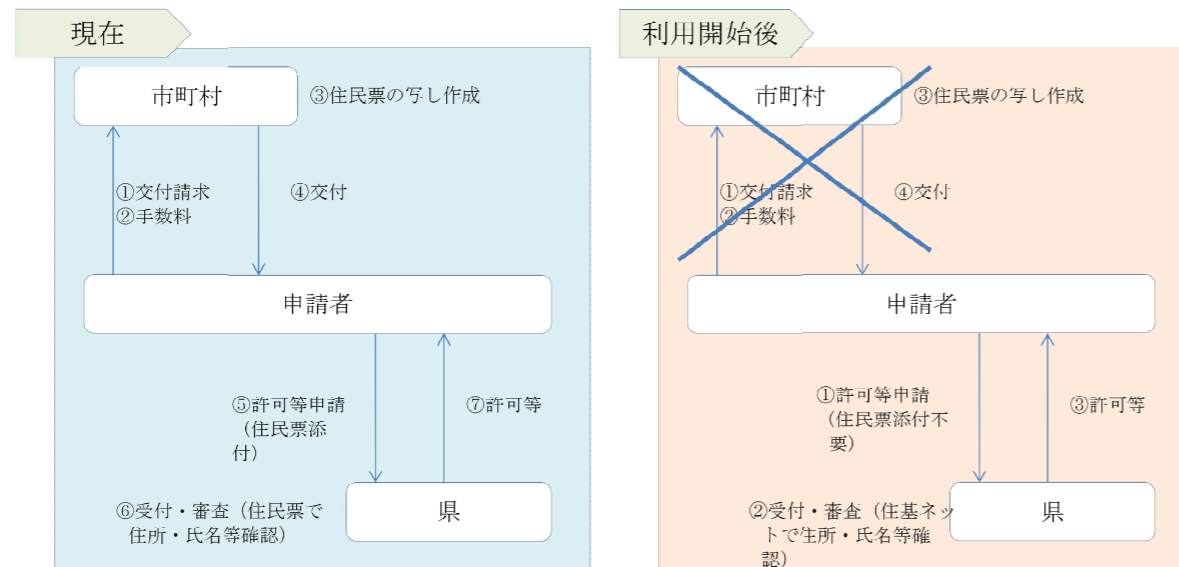 現在
市町村
③住民票の写し作成
①交付請求
②手数料
④交付
申請者
⑤許可等申請
（住民票添
付）
⑦許可等
⑥受付・審査（住民票で
住所・氏名等確認）
県
利用開始後
市町村
③住民票の写し作成
①交付請求
②手数料
④交付
申請者
①許可等申請
（住民票添付不
要）
③許可等
②受付・審査（住基ネッ
トで住所・氏名等確
認）
県